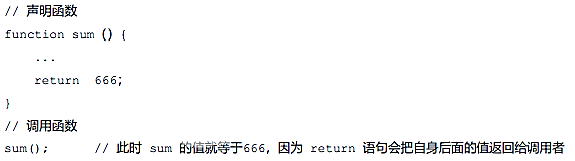 // 声明函数
function sum () {
    ...
    return  666;
}
// 调用函数
sum();      // 此时 sum 的值就等于666, 因为 return 语句会把自身后面的值返回给调用者